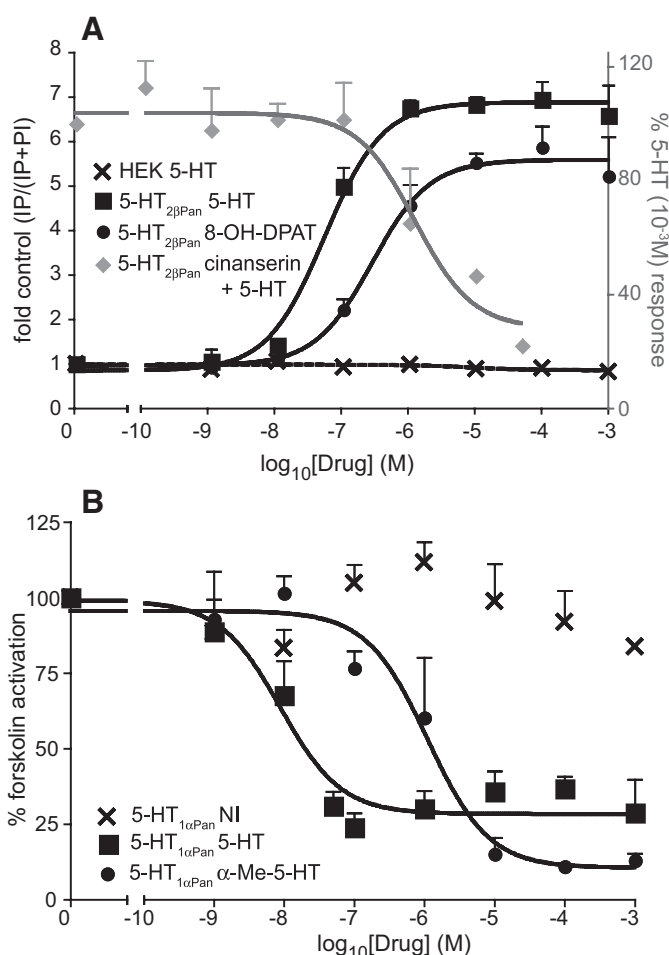 A
fold control (IP/(IP+PI)
8
7
6
5
4
3
2
1
0
× HEK 5-HT
■ 5-HT2βPan 5-HT
● 5-HT2βPan 8-OH-DPAT
◆ 5-HT2βPan cinanserin
+ 5-HT
120
80
40
0
% 5-HT (10-3M) response
0 -10 -9 -8 -7 -6 -5 -4 -3
log10[Drug] (M)
B
% forskolin activation
125
100
75
50
25
0
× 5-HT1αPan NI
■ 5-HT1αPan 5-HT
● 5-HT1αPan α-Me-5-HT
0 -10 -9 -8 -7 -6 -5 -4 -3
log10[Drug] (M)